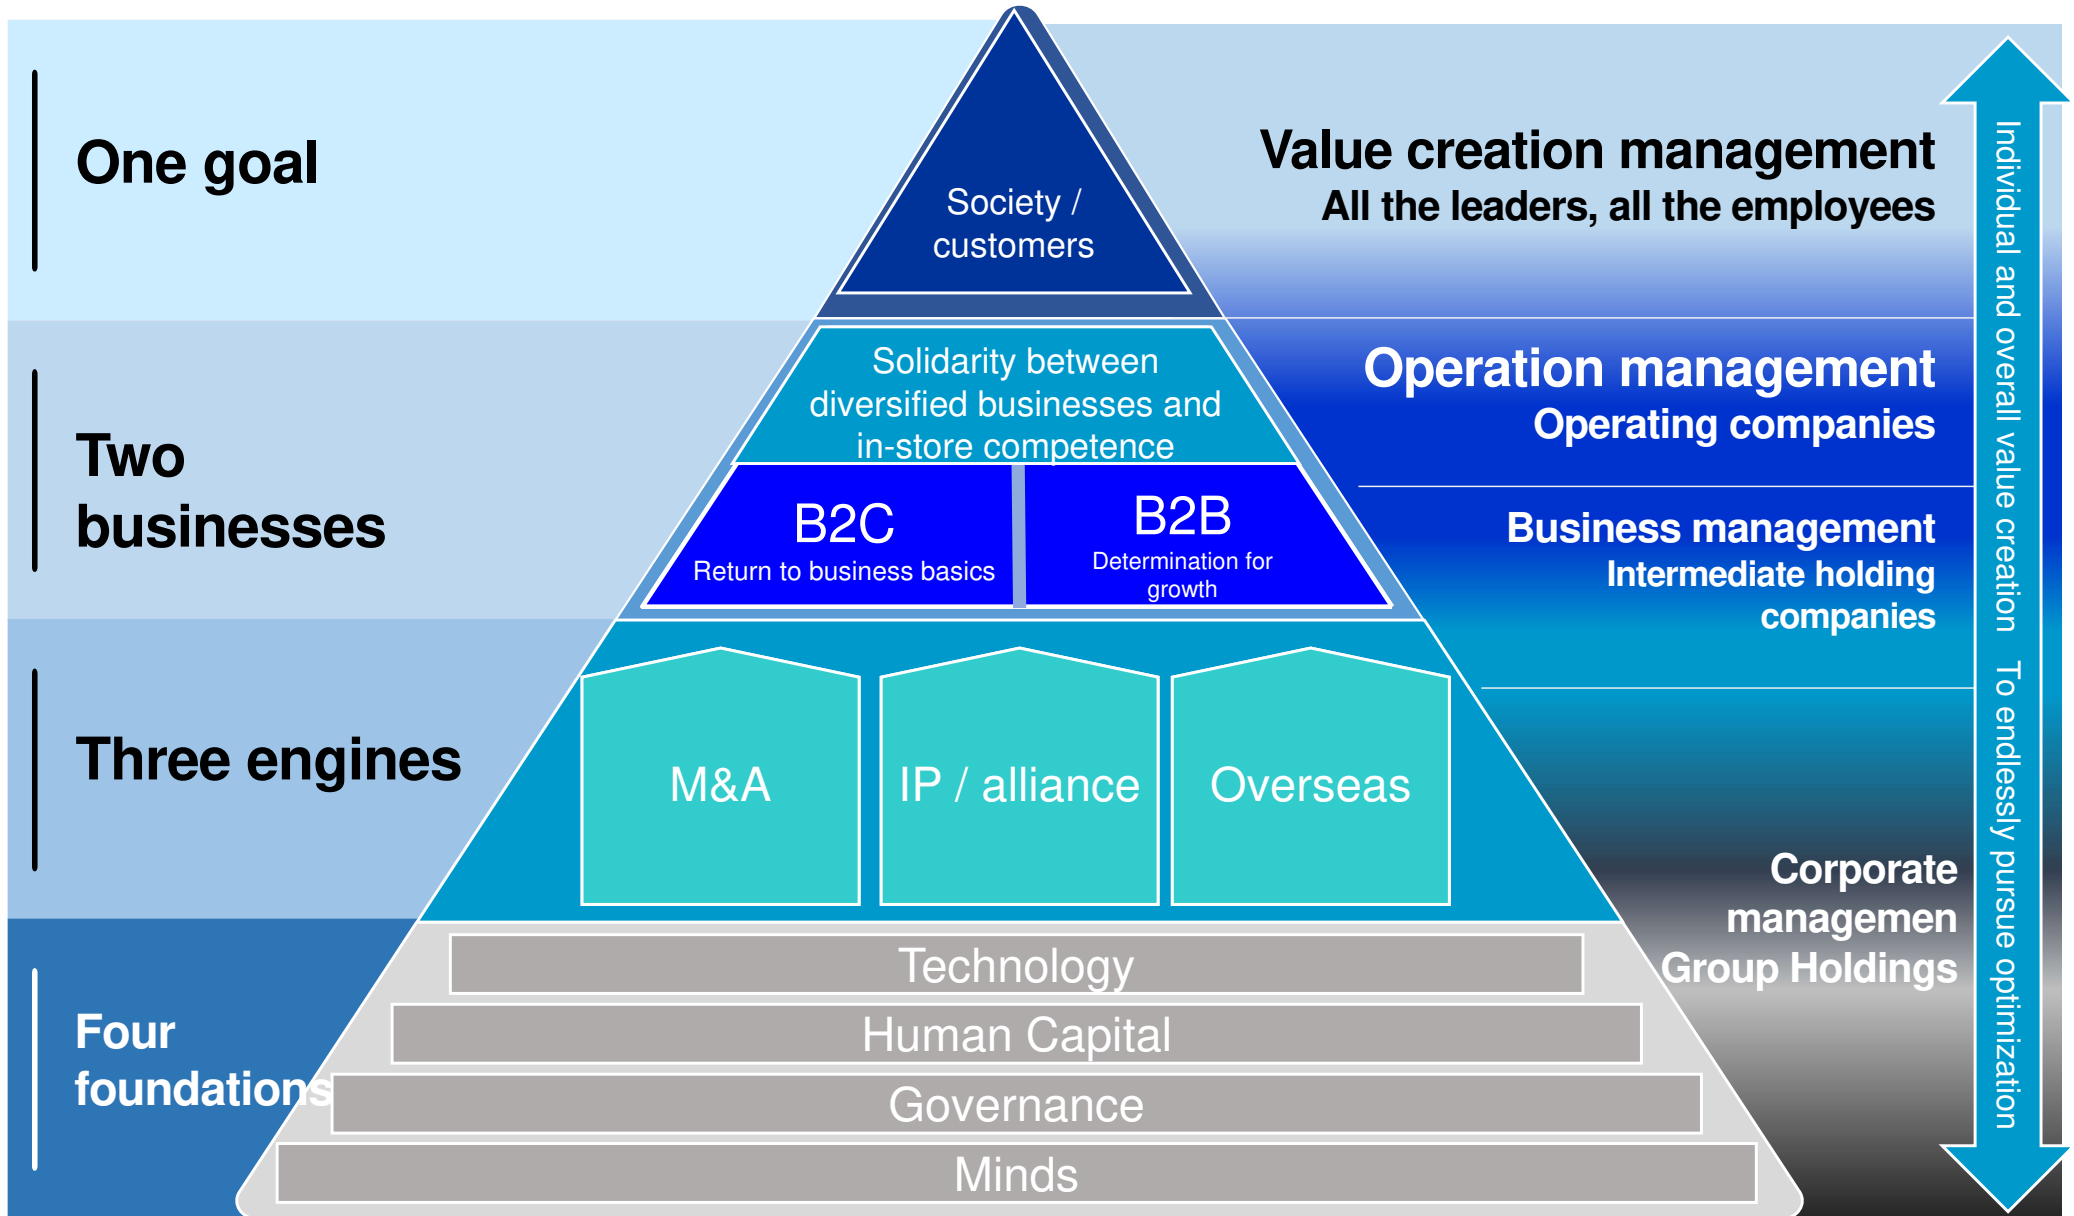 One goal
Society /
customers
Value creation management
All the leaders, all the employees
Two
businesses
Solidarity between
diversified businesses and
in-store competence
B2C
Return to business basics
B2B
Determination for
growth
Operation management
Operating companies
Business management
Intermediate holding
companies
Three engines
M&A
IP / alliance
Overseas
Corporate
managemen
Group Holdings
Four
foundations
Technology
Human Capital
Governance
Minds
Individual and overall value creation To endlessly pursue optimization